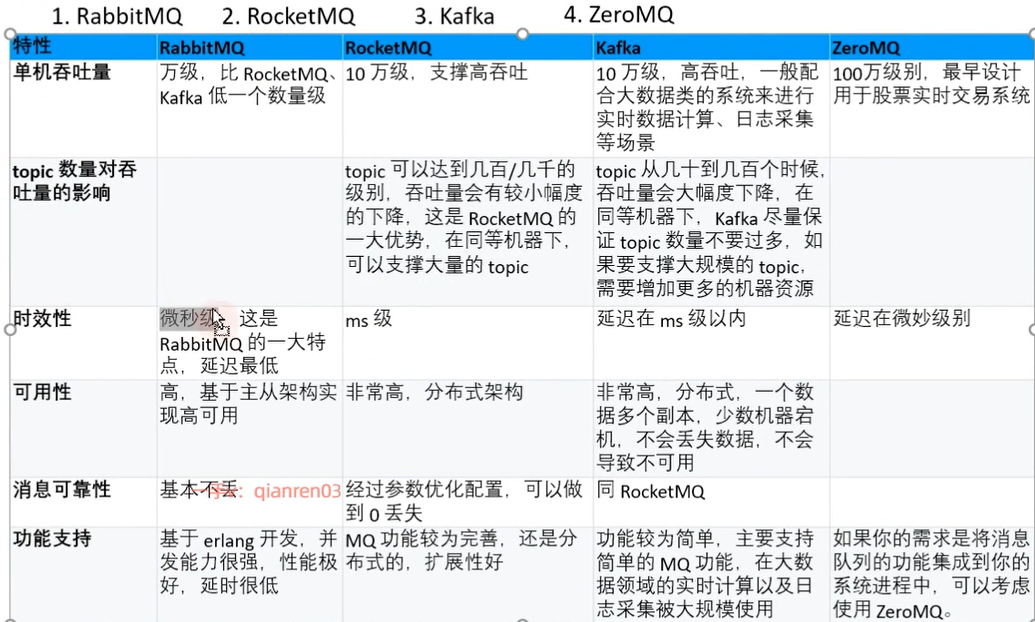 1. RabbitMQ 2. RocketMQ 3. Kafka 4. ZeroMQ
特性 RabbitMQ RocketMQ Kafka ZeroMQ
单机吞吐量
万级，比 RocketMQ、
Kafka 低一个数量级
10 万级，支撑高吞吐
10 万级，高吞吐，一般配
合大数据类的系统来进行
实时数据计算、日志采集
等场景
100万级别，最早设计
用于股票实时交易系统
topic 数量对吞
吐量的影响
topic 可以达到几百/几千的
级别，吞吐量会有较小幅度
的下降，这是 RocketMQ 的
一大优势，在同等机器下，
可以支撑大量的 topic
topic 从几十到几百个时候，
吞吐量会大幅度下降，在
同等机器下，Kafka 尽量保
证 topic 数量不要过多，如
果要支撑大规模的 topic，
需要增加更多的机器资源
时效性
微秒级，这是
RabbitMQ 的一大特
点，延迟最低
ms 级
延迟在 ms 级以内
延迟在微妙级别
可用性
高，基于主从架构实
现高可用
非常高，分布式架构
非常高，分布式，一个数
据多个副本，少数机器宕
机，不会丢失数据，不会
导致不可用
消息可靠性
基本不丢
qianren03
经过参数优化配置，可以做
到 0 丢失
同 RocketMQ
功能支持
基于 erlang 开发，并
发能力很强，性能极
好，延时很低
MQ 功能较为完善，还是分
布式的，扩展性好
功能较为简单，主要支持
简单的 MQ 功能，在大数
据领域的实时计算以及日
志采集被大规模使用
如果你的需求是将消息
队列的功能集成到你的
系统进程中，可以考虑
使用 ZeroMQ。